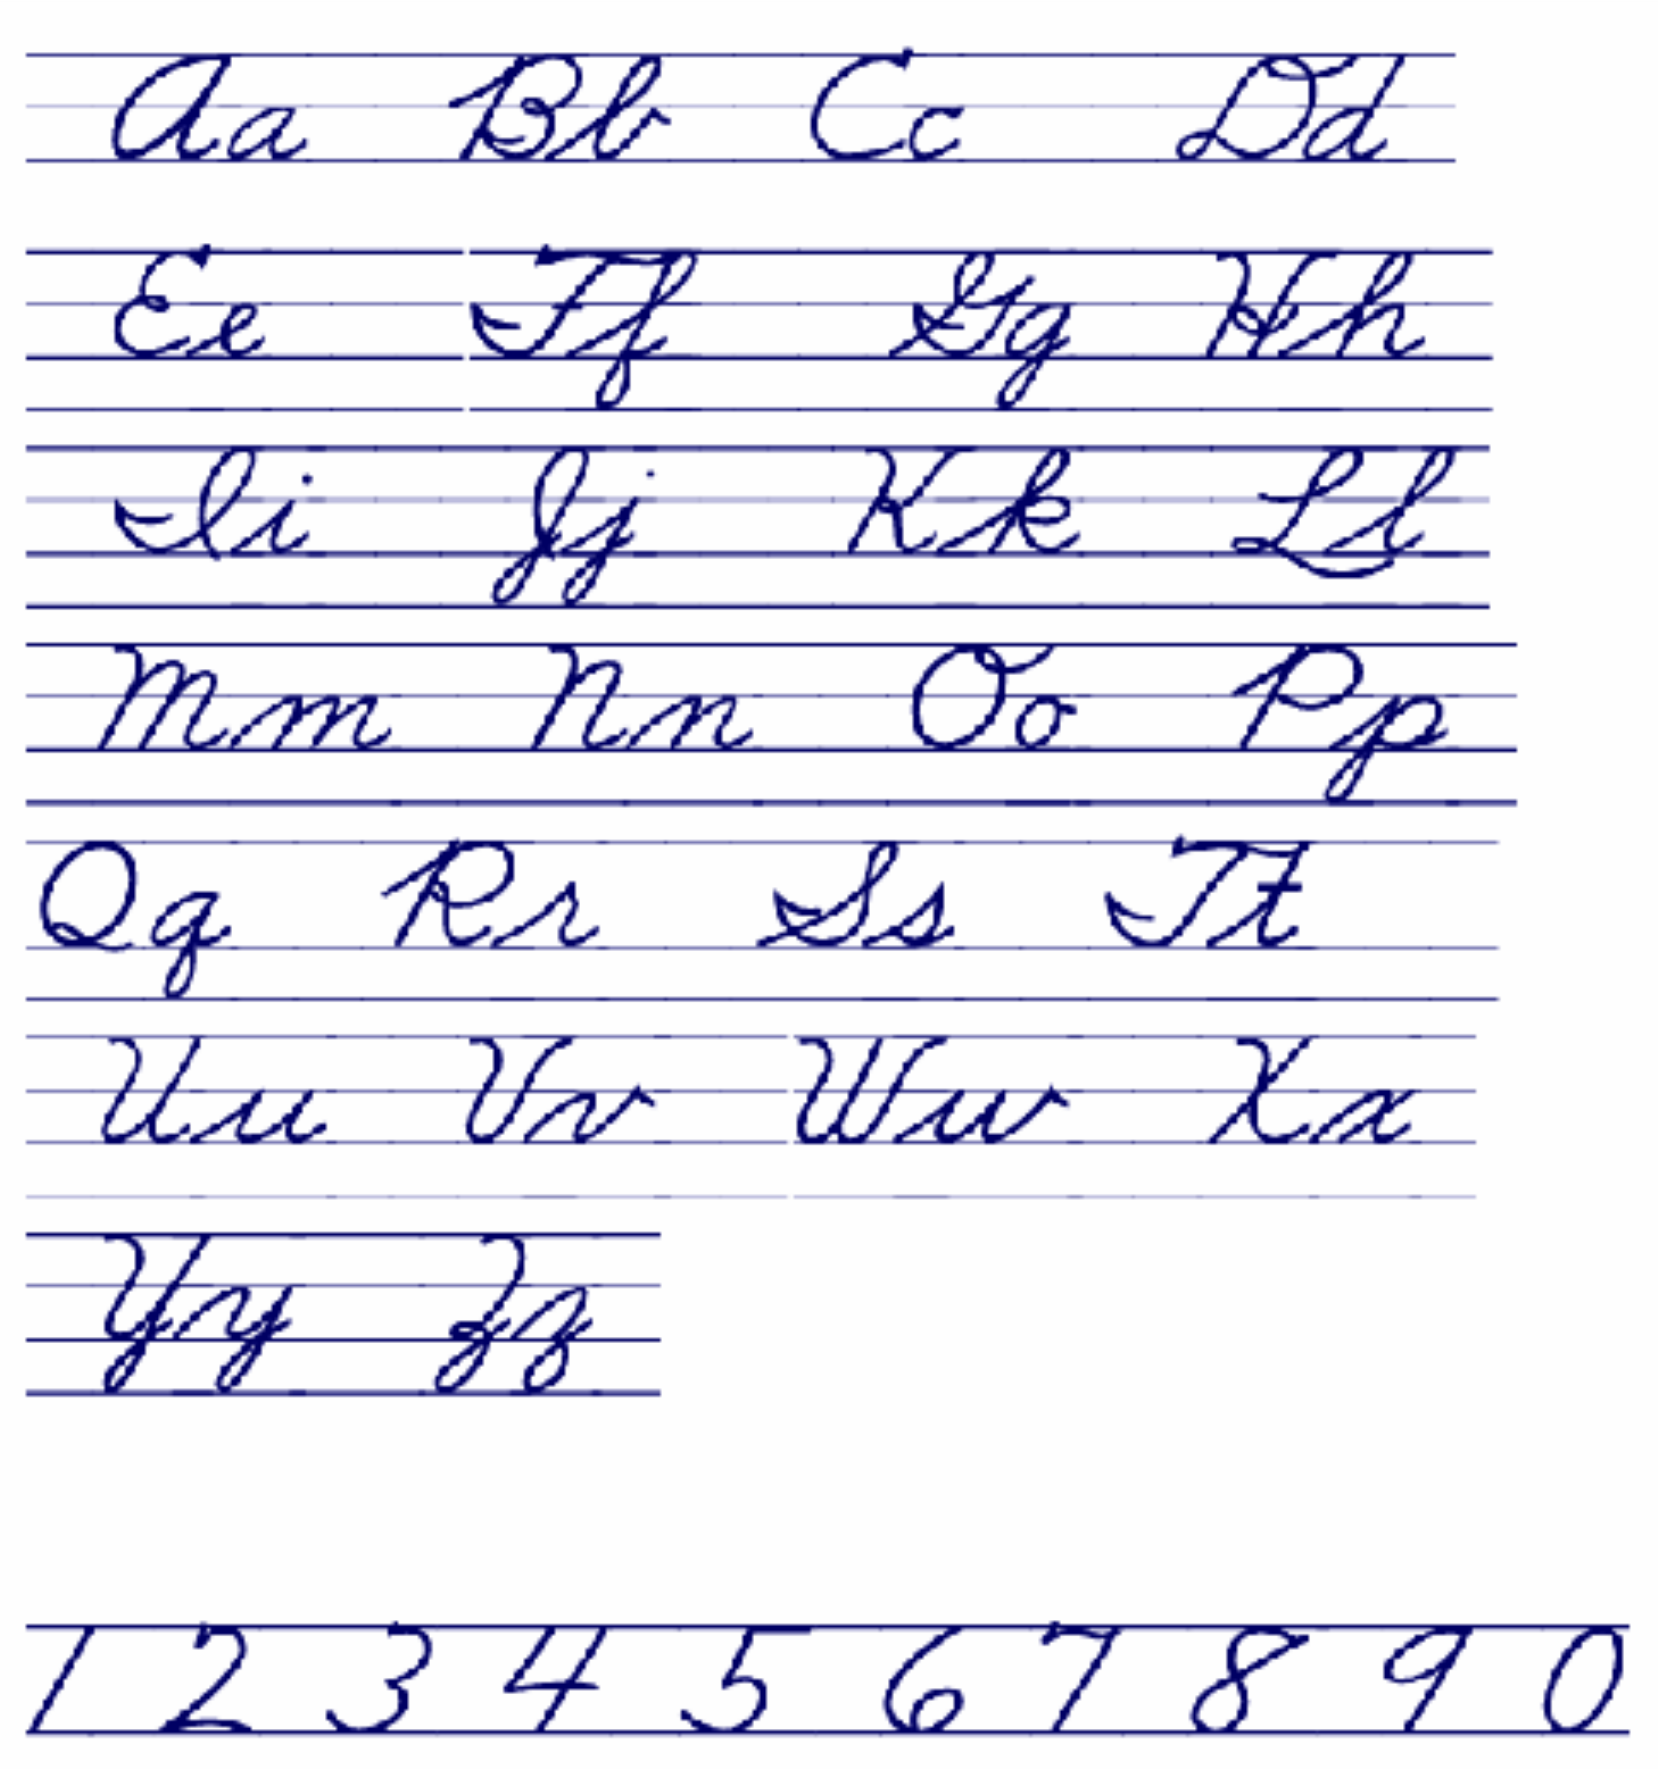 Aa Bb Cc Dd
Ee Ff Gg Hh
Ii Jj Kk Ll
Mm Nn Oo Pp
Qq Rr Ss Tt
Uu Vv Ww Xx
Yy Zz
1 2 3 4 5 6 7 8 9 0